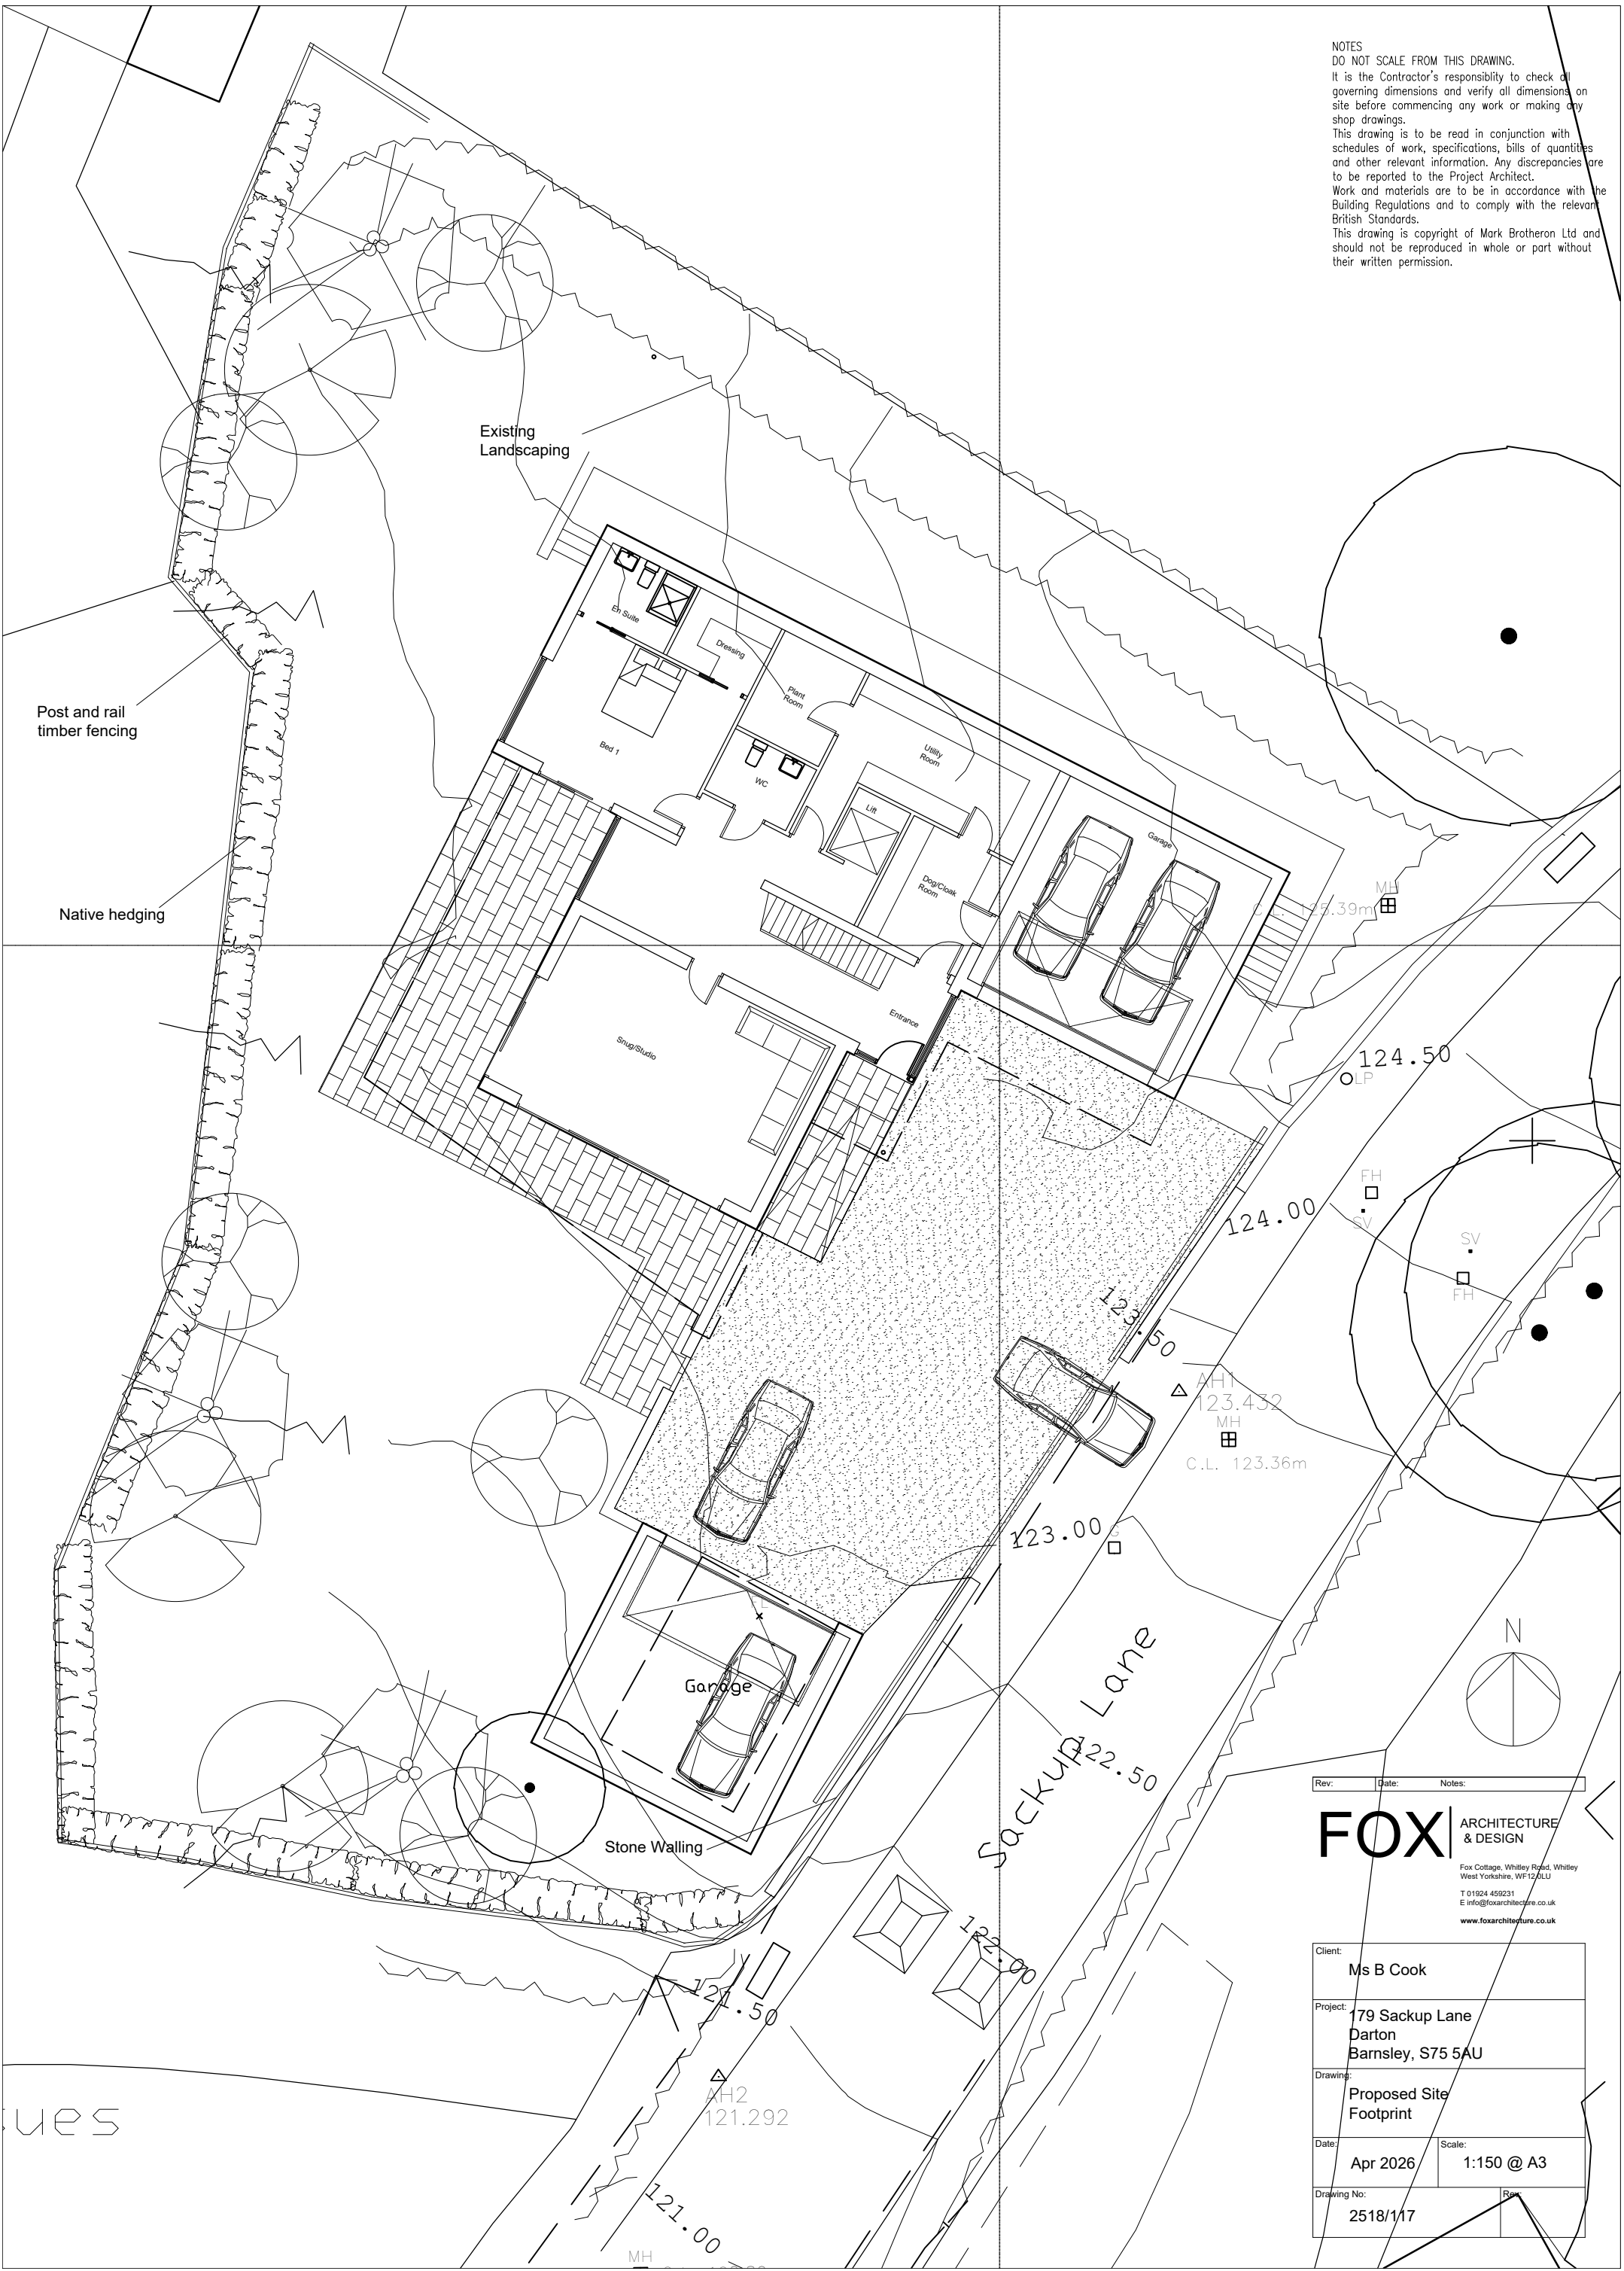 NOTES
DO NOT SCALE FROM THIS DRAWING.
It is the Contractor's responsiblity to check all
governing dimensions and verify all dimensions on
site before commencing any work or making any
shop drawings.
This drawing is to be read in conjunction with
schedules of work, specifications, bills of quantities
and other relevant information. Any discrepancies are
to be reported to the Project Architect.
Work and materials are to be in accordance with the
Building Regulations and to comply with the relevant
British Standards.
This drawing is copyright of Mark Brotheron Ltd and
should not be reproduced in whole or part without
their written permission.
Existing
Landscaping
En Suite
Dressing
Plant
Room
Post and rail
timber fencing
Bed 1
Utility
Room
WC
Lift
Garage
Dog/Cloak
Room
MH
C.L. 125.39m
Native hedging
Entrance
Snug/Studio
124.50
LP
FH
SV
124.00
SV
FH
123.50
AH1
123.432
MH
C.L. 123.36m
123.00
G
Garage
Sackup Lane
N
122.50
Stone Walling
122.00
121.50
AH2
121.292
121.00
MH
Rev:
Date:
Notes:
FOX
ARCHITECTURE
& DESIGN
Fox Cottage, Whitley Road, Whitley
West Yorkshire, WF12 0LU
T 01924 459231
E info@foxarchitecture.co.uk
www.foxarchitecture.co.uk
Client:
Ms B Cook
Project:
179 Sackup Lane
Darton
Barnsley, S75 5AU
Drawing:
Proposed Site
Footprint
Date:
Apr 2026
Scale:
1:150 @ A3
Drawing No:
2518/117
Rev: